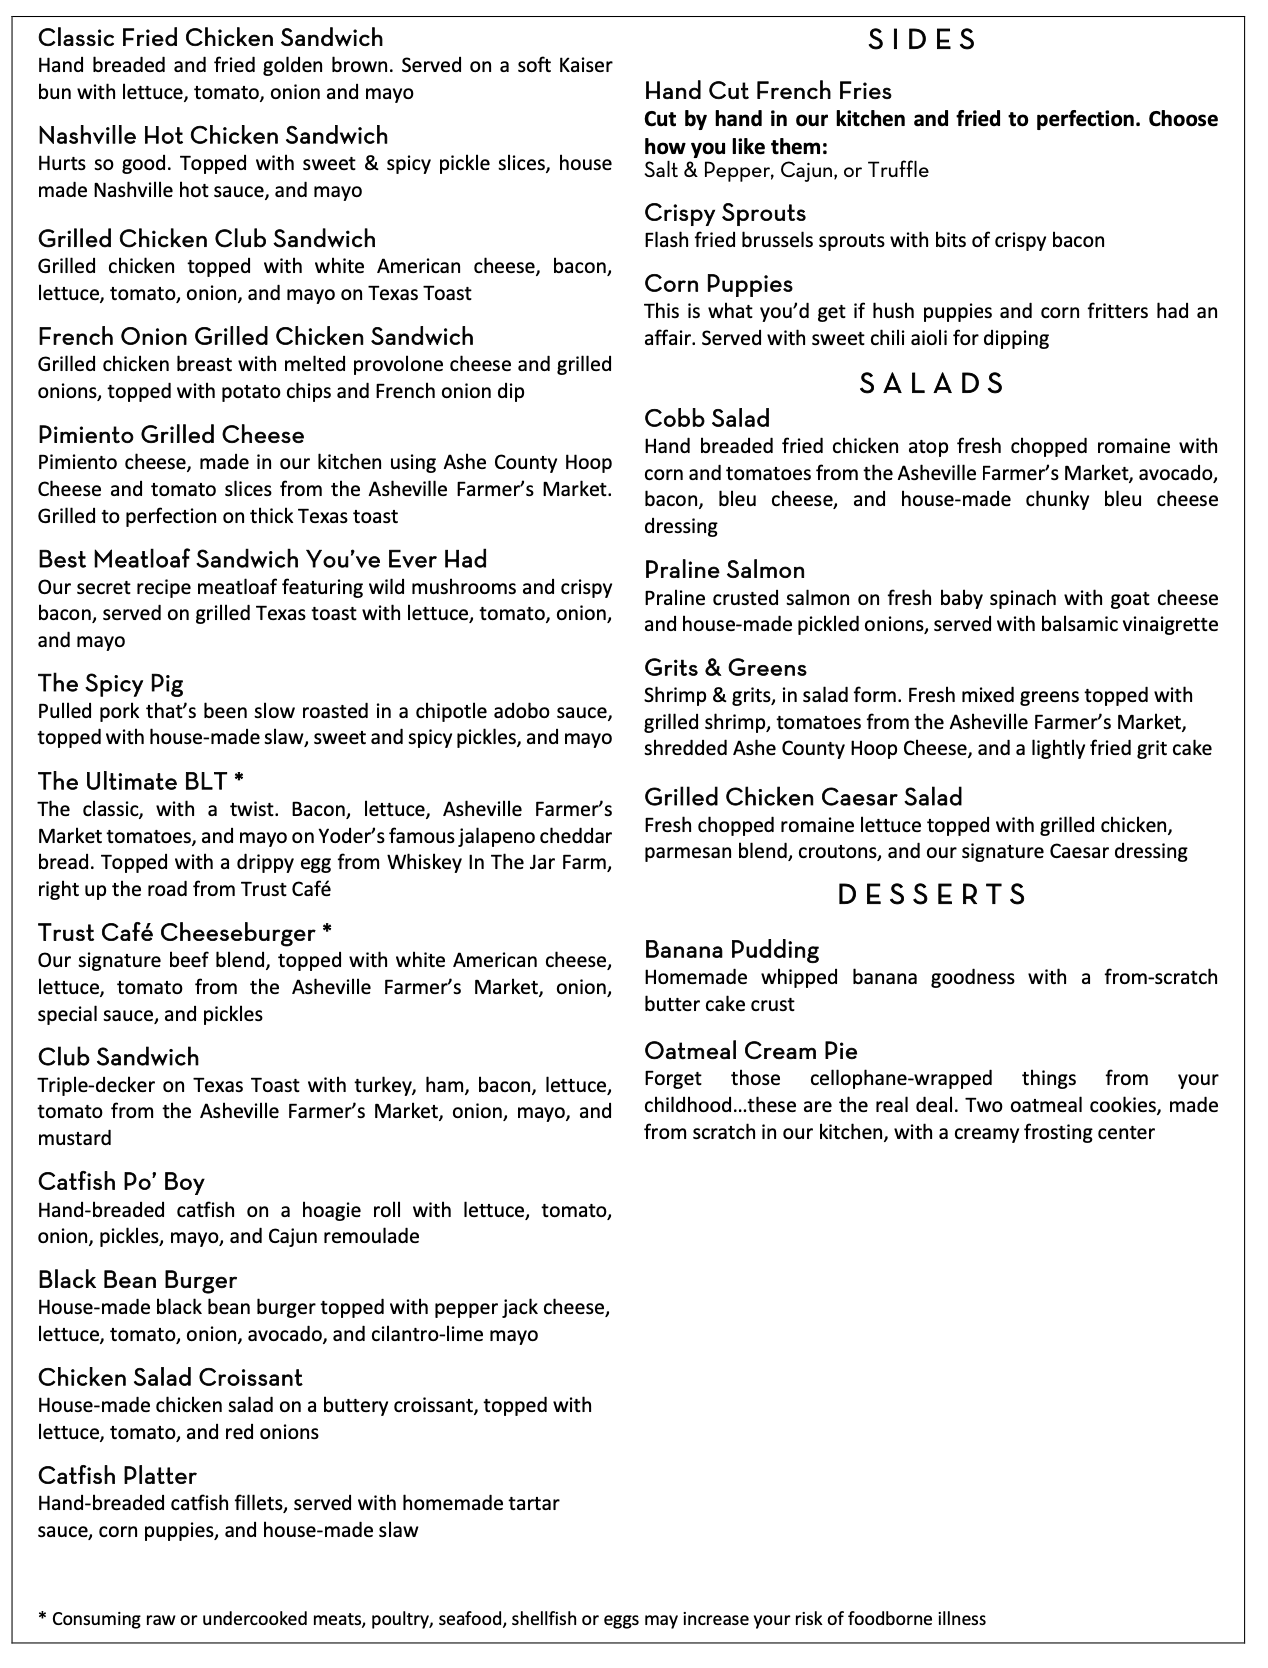 Classic Fried Chicken Sandwich
Hand breaded and fried golden brown. Served on a soft Kaiser
bun with lettuce, tomato, onion and mayo
Nashville Hot Chicken Sandwich
Hurts so good. Topped with sweet & spicy pickle slices, house
made Nashville hot sauce, and mayo
Grilled Chicken Club Sandwich
Grilled chicken topped with white American cheese, bacon,
lettuce, tomato, onion, and mayo on Texas Toast
French Onion Grilled Chicken Sandwich
Grilled chicken breast with melted provolone cheese and grilled
onions, topped with potato chips and French onion dip
Pimiento Grilled Cheese
Pimiento cheese, made in our kitchen using Ashe County Hoop
Cheese and tomato slices from the Asheville Farmer’s Market.
Grilled to perfection on thick Texas toast
Best Meatloaf Sandwich You’ve Ever Had
Our secret recipe meatloaf featuring wild mushrooms and crispy
bacon, served on grilled Texas toast with lettuce, tomato, onion,
and mayo
The Spicy Pig
Pulled pork that’s been slow roasted in a chipotle adobo sauce,
topped with house-made slaw, sweet and spicy pickles, and mayo
The Ultimate BLT *
The classic, with a twist. Bacon, lettuce, Asheville Farmer’s
Market tomatoes, and mayo on Yoder’s famous jalapeno cheddar
bread. Topped with a drippy egg from Whiskey In The Jar Farm,
right up the road from Trust Café
Trust Café Cheeseburger *
Our signature beef blend, topped with white American cheese,
lettuce, tomato from the Asheville Farmer’s Market, onion,
special sauce, and pickles
Club Sandwich
Triple-decker on Texas Toast with turkey, ham, bacon, lettuce,
tomato from the Asheville Farmer’s Market, onion, mayo, and
mustard
Catfish Po’ Boy
Hand-breaded catfish on a hoagie roll with lettuce, tomato,
onion, pickles, mayo, and Cajun remoulade
Black Bean Burger
House-made black bean burger topped with pepper jack cheese,
lettuce, tomato, onion, avocado, and cilantro-lime mayo
Chicken Salad Croissant
House-made chicken salad on a buttery croissant, topped with
lettuce, tomato, and red onions
Catfish Platter
Hand-breaded catfish fillets, served with homemade tartar
sauce, corn puppies, and house-made slaw
SIDES
Hand Cut French Fries
Cut by hand in our kitchen and fried to perfection. Choose
how you like them:
Salt & Pepper, Cajun, or Truffle
Crispy Sprouts
Flash fried brussels sprouts with bits of crispy bacon
Corn Puppies
This is what you’d get if hush puppies and corn fritters had an
affair. Served with sweet chili aioli for dipping
SALADS
Cobb Salad
Hand breaded fried chicken atop fresh chopped romaine with
corn and tomatoes from the Asheville Farmer’s Market, avocado,
bacon, bleu cheese, and house-made chunky bleu cheese
dressing
Praline Salmon
Praline crusted salmon on fresh baby spinach with goat cheese
and house-made pickled onions, served with balsamic vinaigrette
Grits & Greens
Shrimp & grits, in salad form. Fresh mixed greens topped with
grilled shrimp, tomatoes from the Asheville Farmer’s Market,
shredded Ashe County Hoop Cheese, and a lightly fried grit cake
Grilled Chicken Caesar Salad
Fresh chopped romaine lettuce topped with grilled chicken,
parmesan blend, croutons, and our signature Caesar dressing
DESSERTS
Banana Pudding
Homemade whipped banana goodness with a from-scratch
butter cake crust
Oatmeal Cream Pie
Forget those cellophane-wrapped things from your
childhood…these are the real deal. Two oatmeal cookies, made
from scratch in our kitchen, with a creamy frosting center
* Consuming raw or undercooked meats, poultry, seafood, shellfish or eggs may increase your risk of foodborne illness